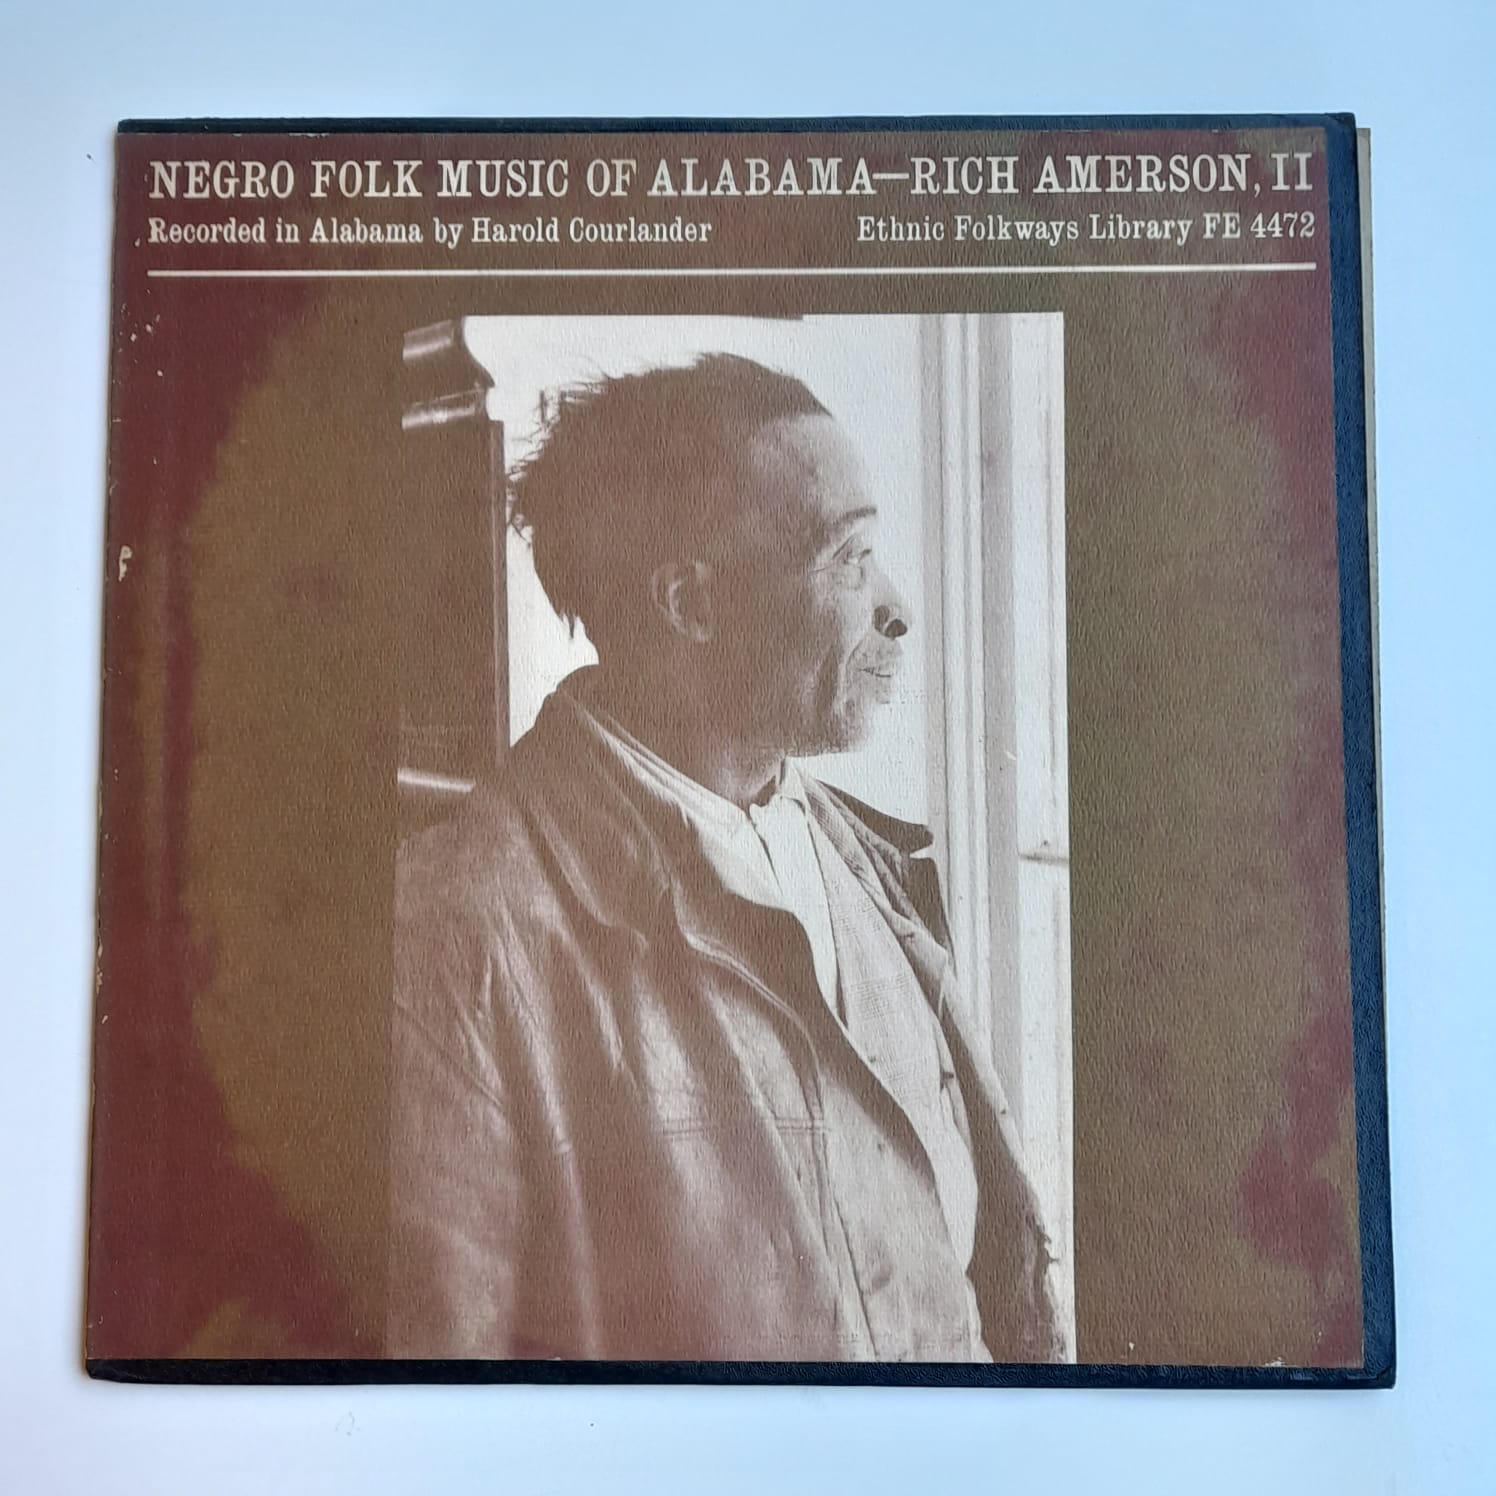 NEGRO FOLK MUSIC OF ALABAMA—RICH AMERSON, II
Recorded in Alabama by Harold Courlander
Ethnic Folkways Library FE 4472